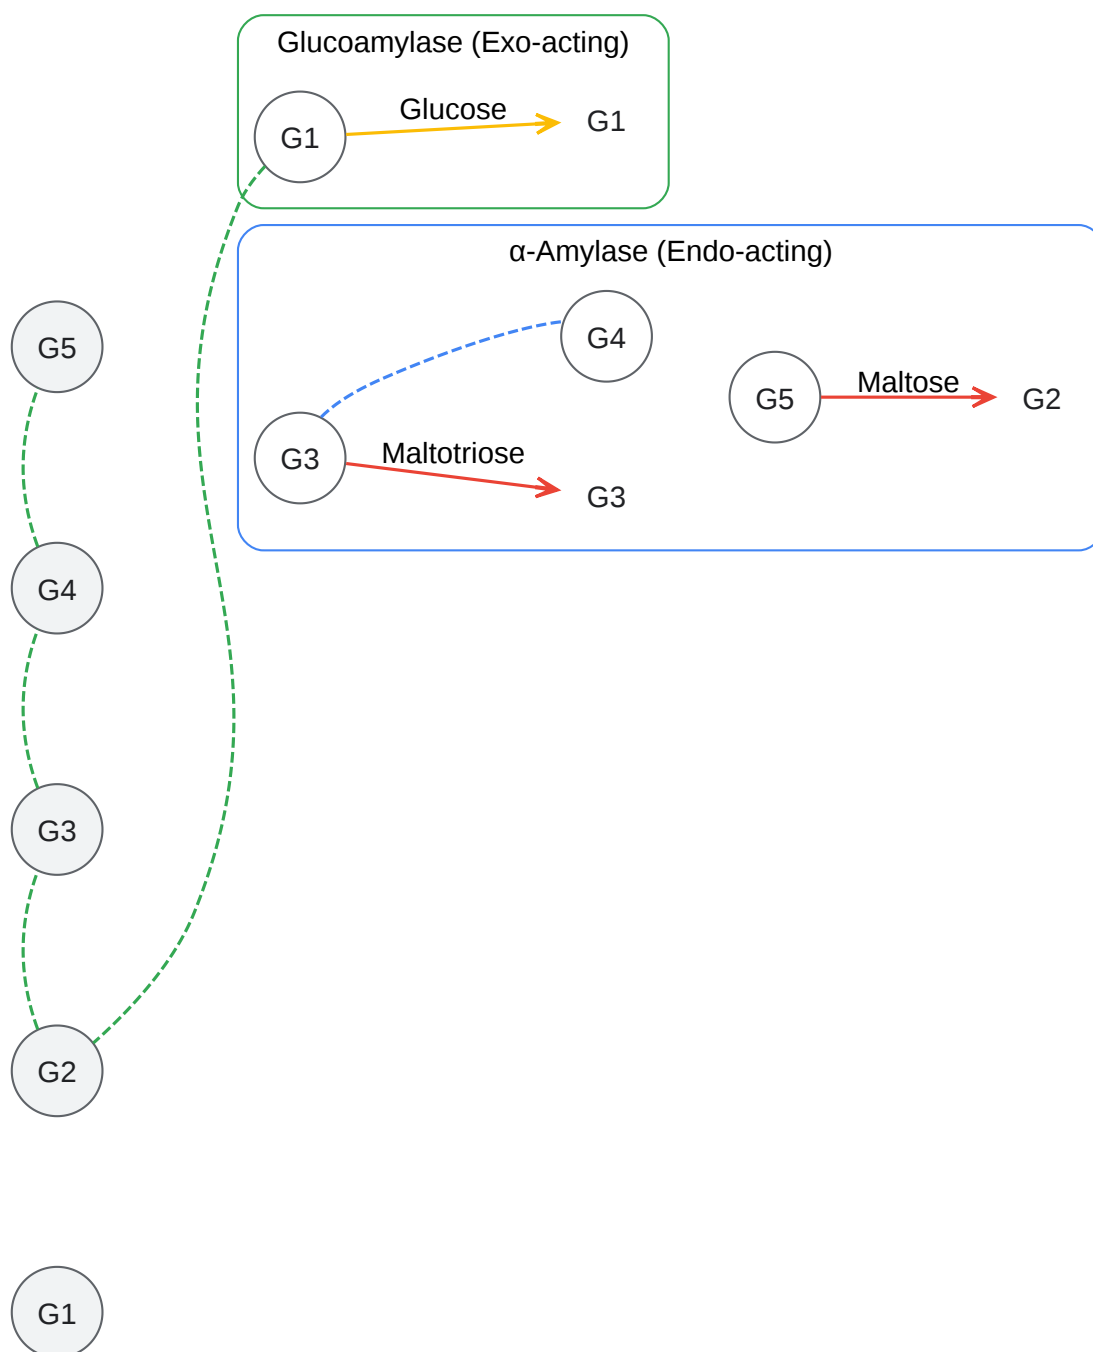 Glucoamylase (Exo-acting)
G1
Glucose
G1
α-Amylase (Endo-acting)
G4
G5
Maltose
G2
G3
Maltotriose
G3
G5
G4
G3
G2
G1